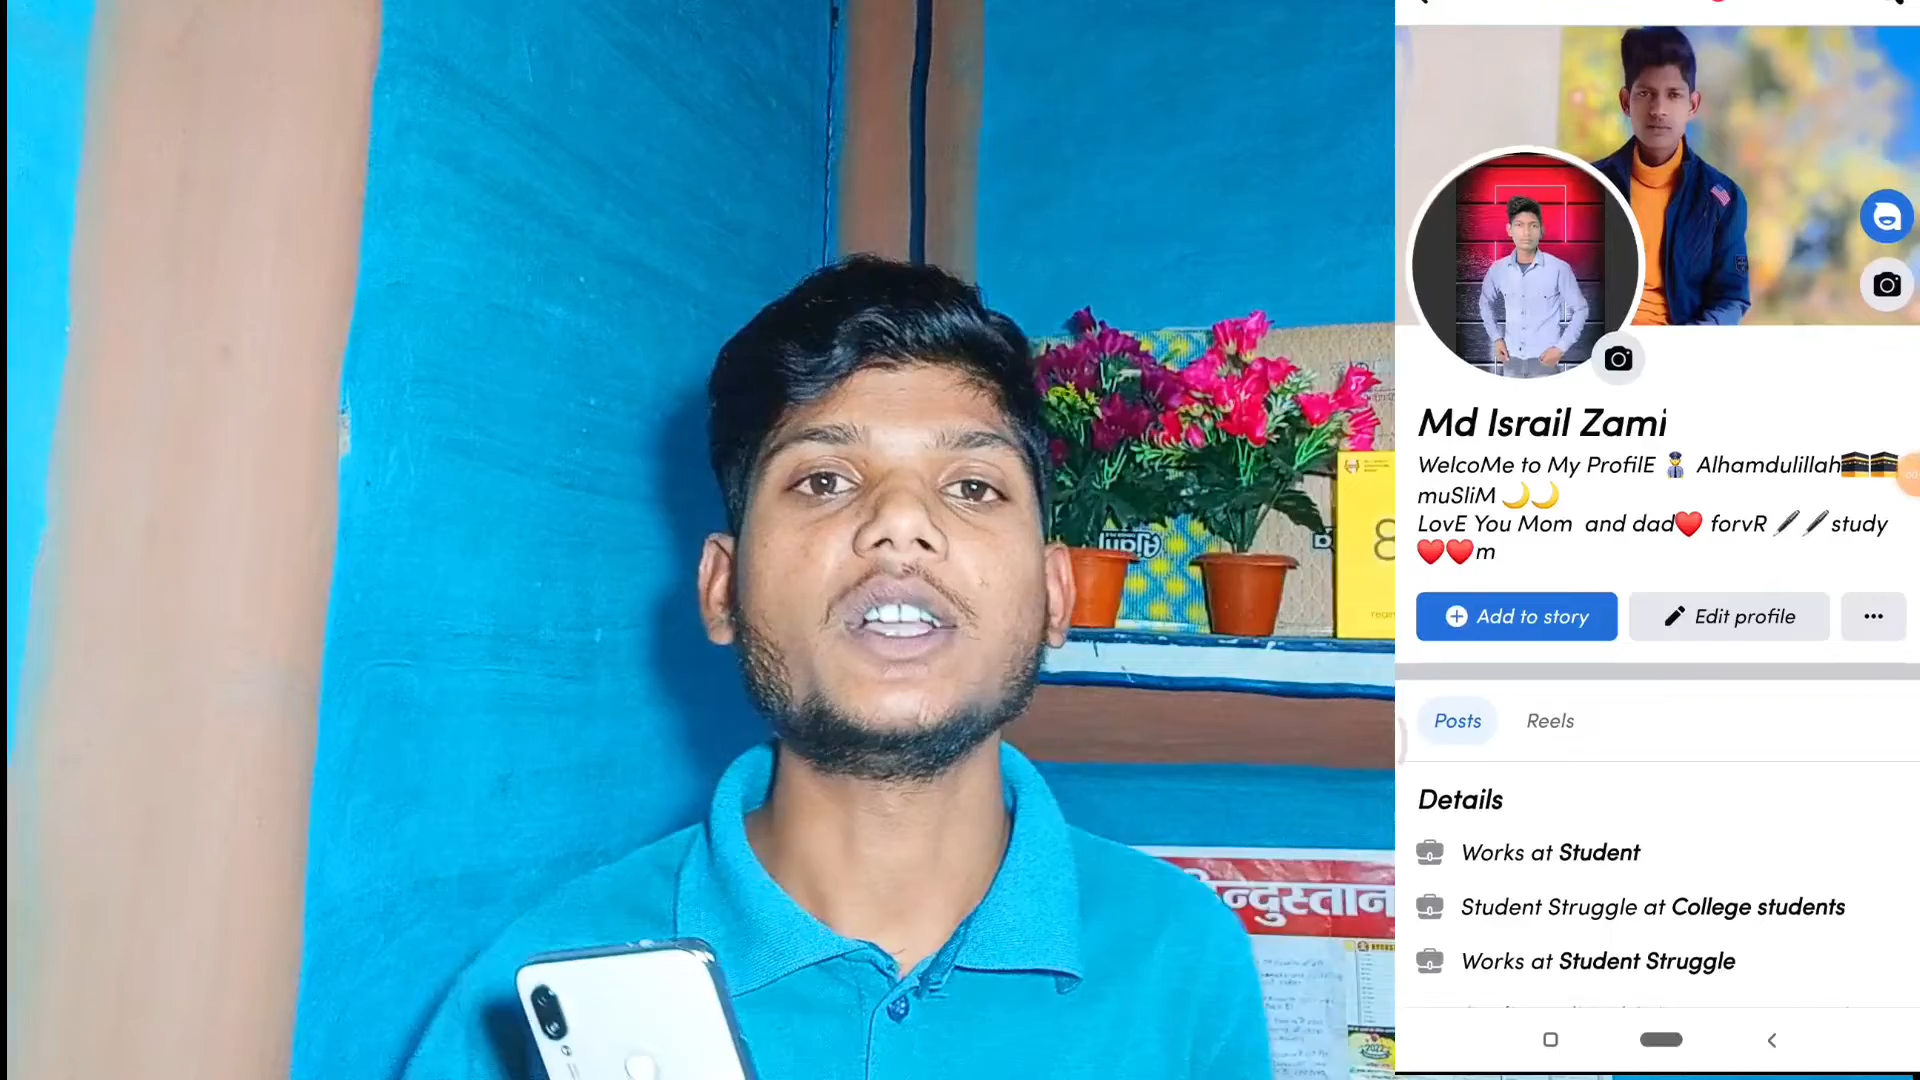 Md Israil Zami
WelcoMe to My ProfilE 👮 Alhamdulillah🕋🕋
muSliM 🌙🌙
LovE You Mom and dad❤️ forvR 🖊️🖊️study
❤️❤️m
Add to story
Edit profile
Posts
Reels
Details
Works at Student
Student Struggle at College students
Works at Student Struggle
8
हिन्दुस्तान